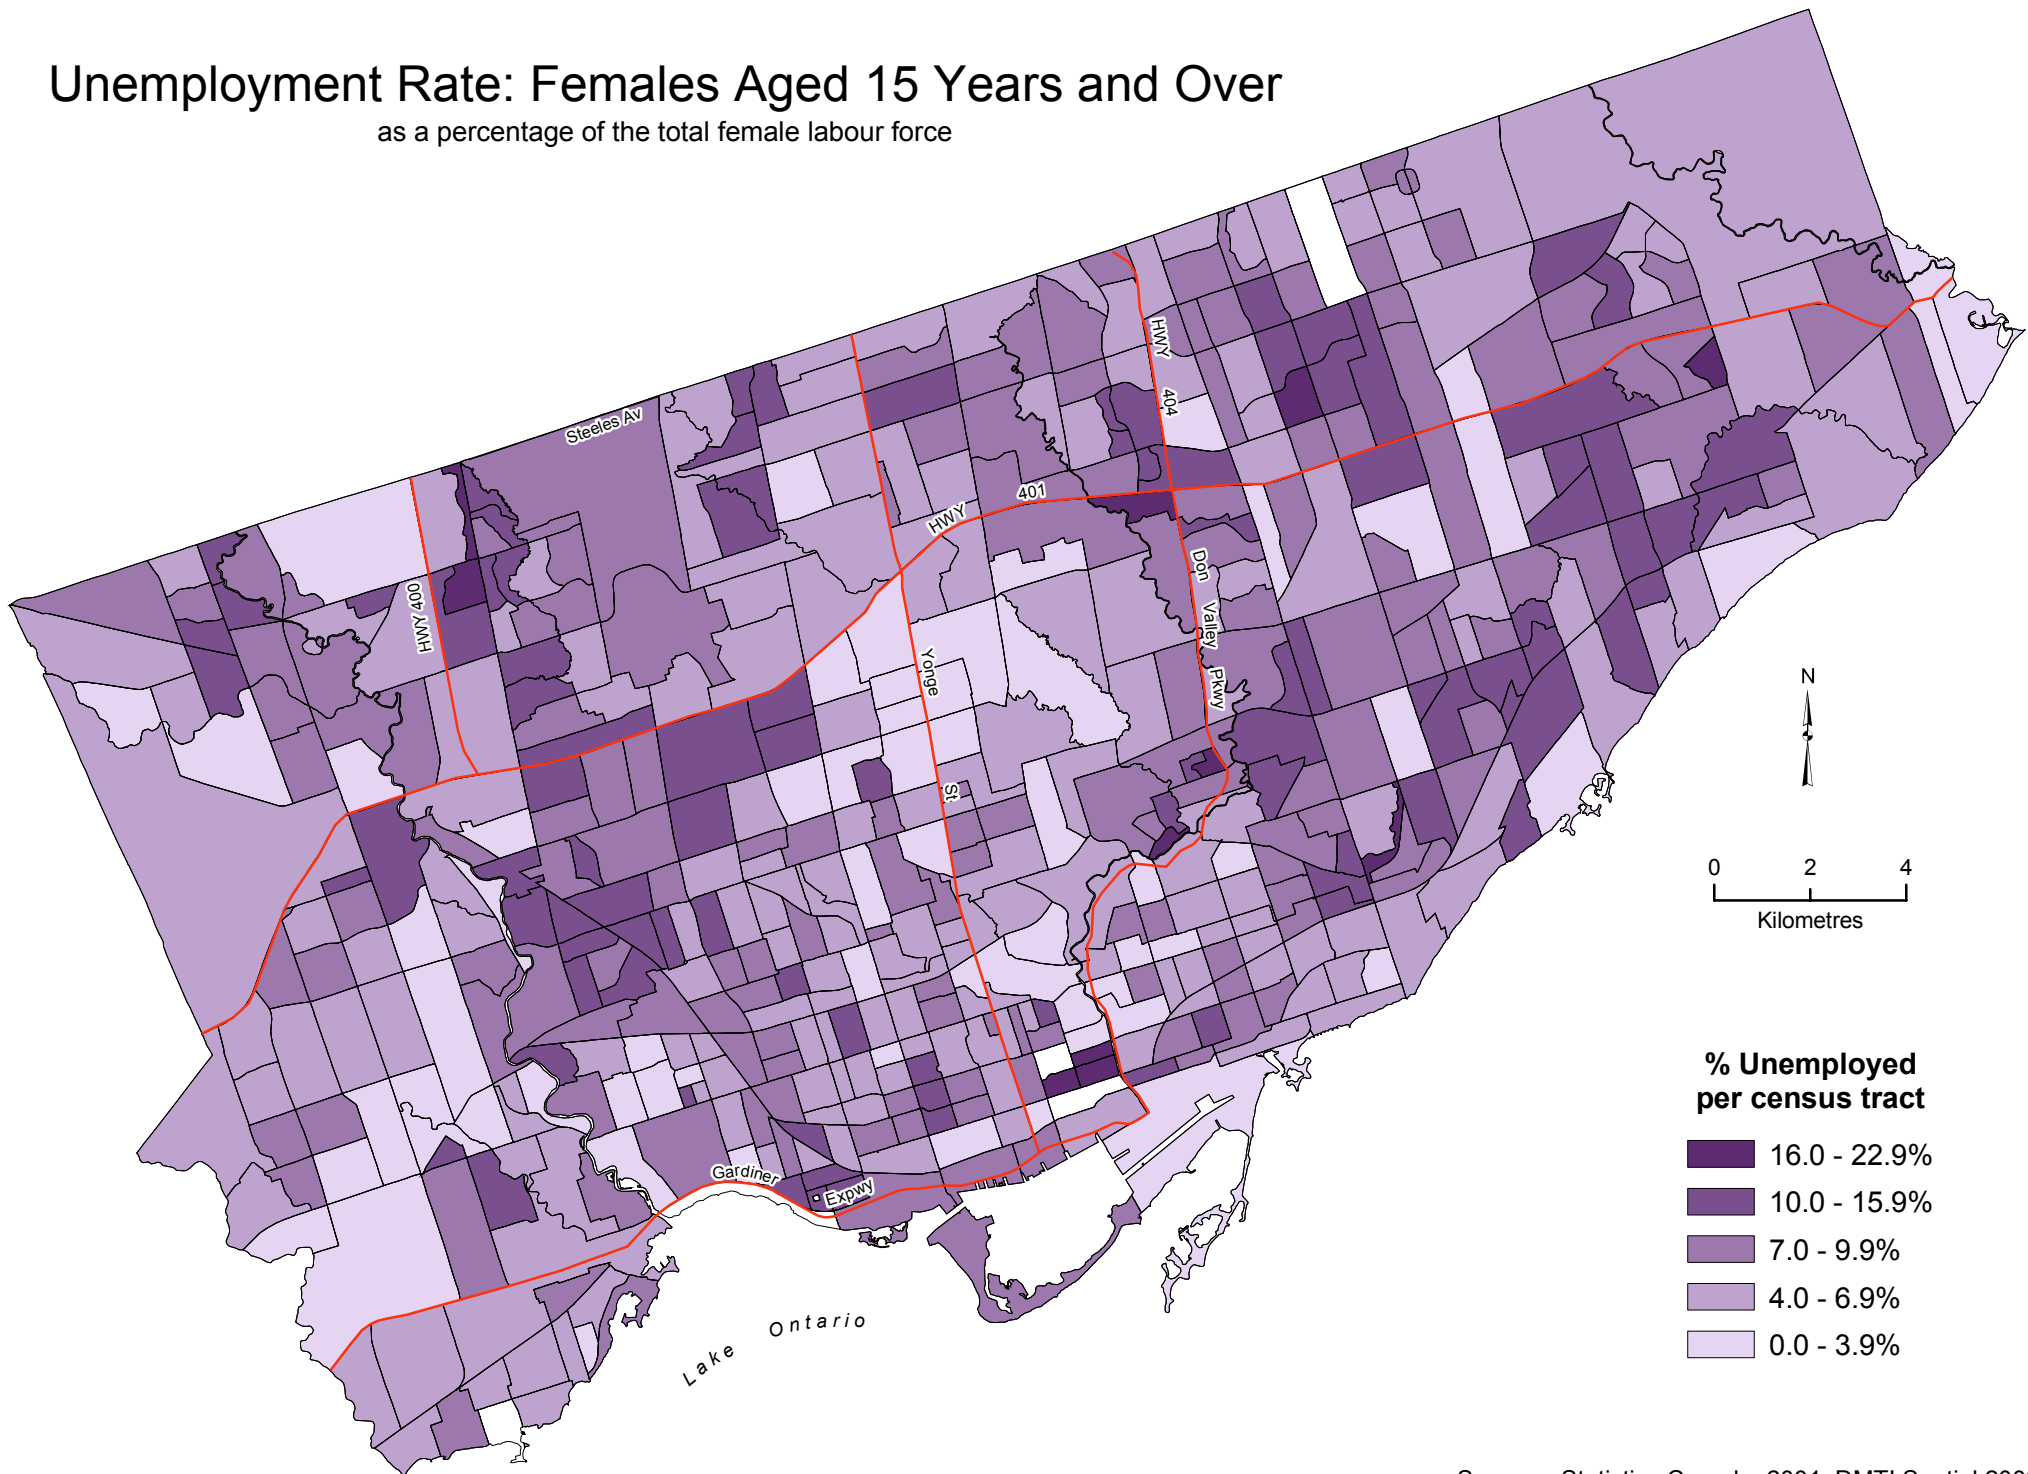 Unemployment Rate: Females Aged 15 Years and Over
as a percentage of the total female labour force
Steeles Av
HWY 404
HWY 401
HWY 400
Don Valley Pkwy
Yonge St
Gardiner Expwy
Lake Ontario
N
0 2 4
Kilometres
% Unemployed
per census tract
16.0 - 22.9%
10.0 - 15.9%
7.0 - 9.9%
4.0 - 6.9%
0.0 - 3.9%